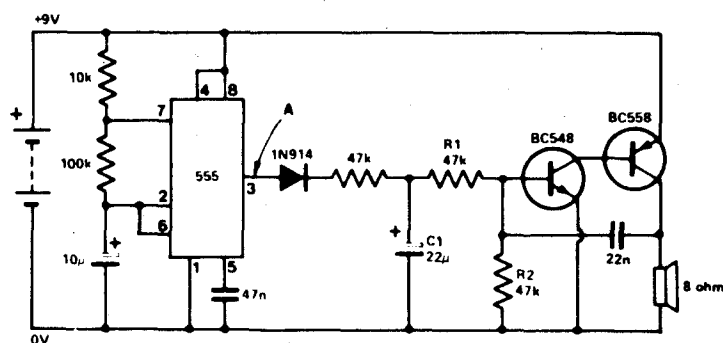 +9V
10k
100k
10µ
+
+
7
2
6
4
8
555
3
1
5
47n
A
1N914
47k
R1
47k
+
C1
22µ
R2
47k
BC548
BC558
22n
8 ohm
0V